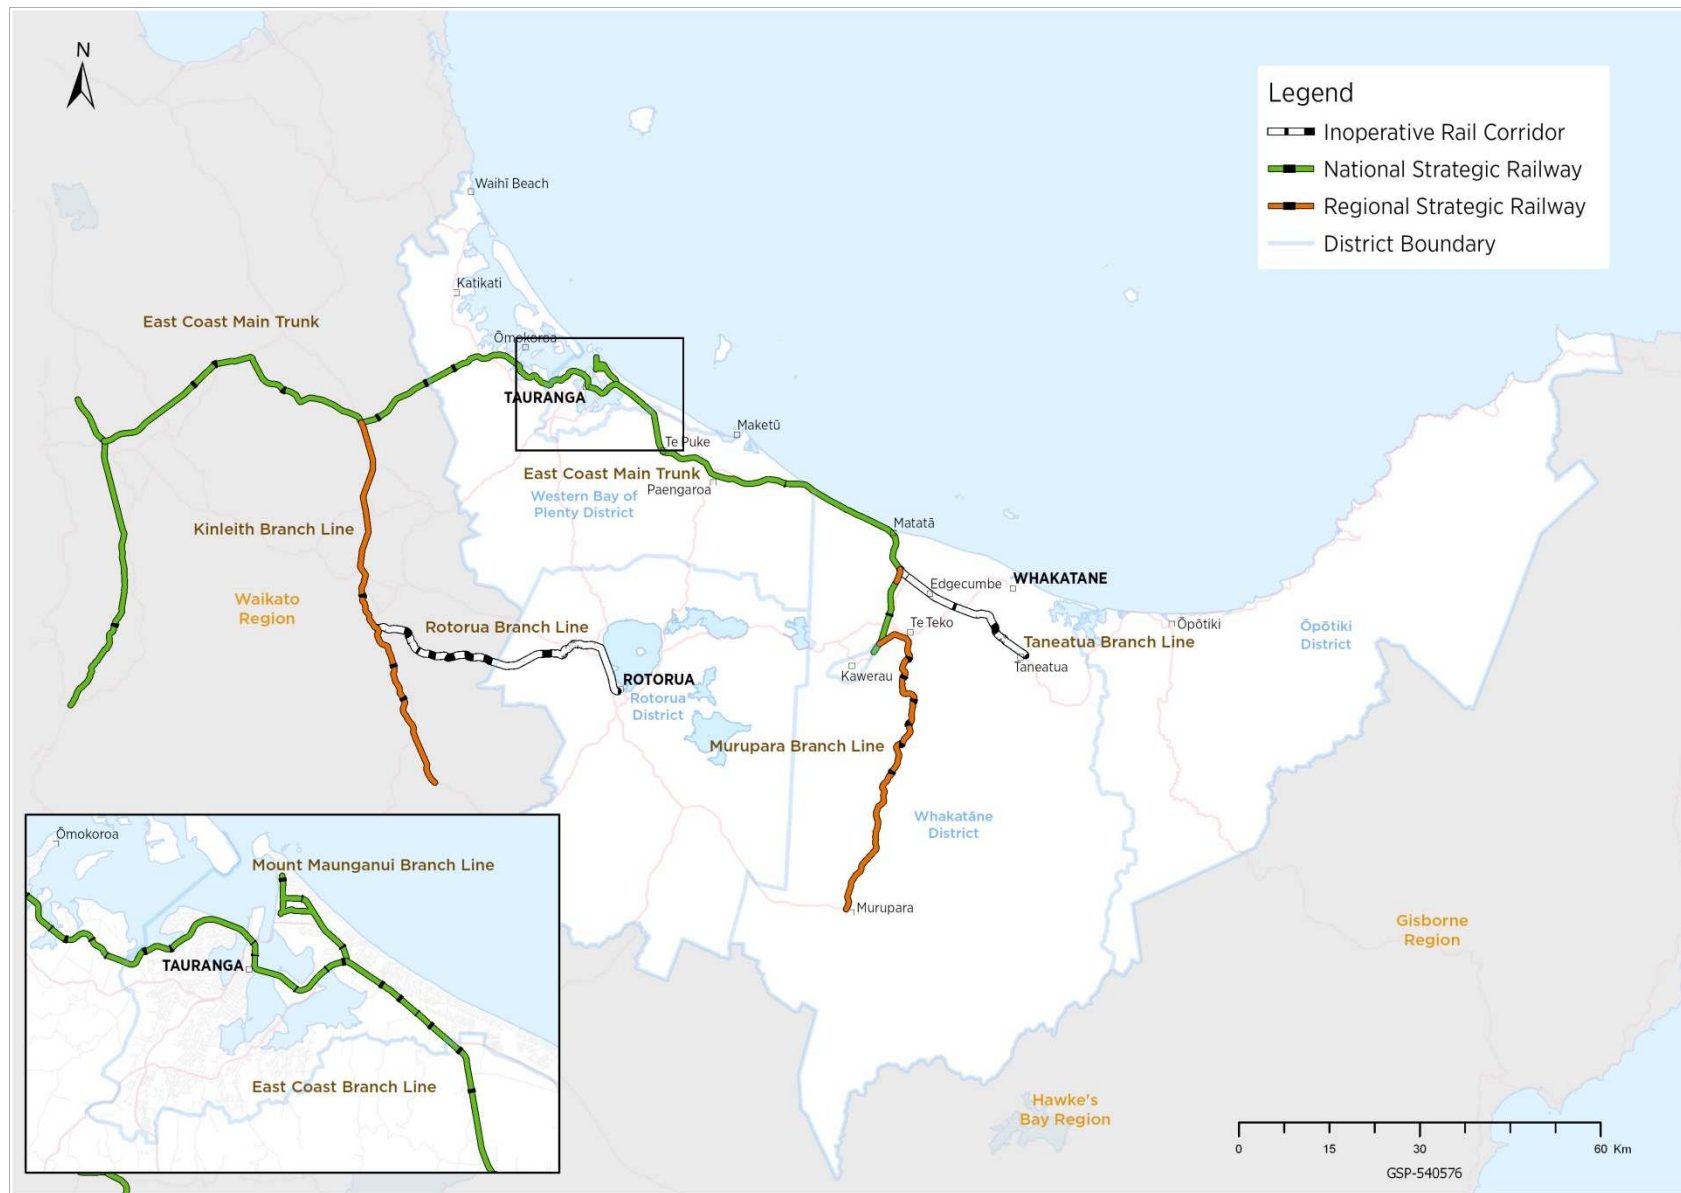 N
Legend
Inoperative Rail Corridor
National Strategic Railway
Regional Strategic Railway
District Boundary
Waihī Beach
Katikati
East Coast Main Trunk
Ōmokoroa
TAURANGA
Maketū
Te Puke
East Coast Main Trunk
Paengaroa
Western Bay of
Plenty District
Kinleith Branch Line
Matatā
Edgecumbe
WHAKATANE
Waikato
Region
Rotorua Branch Line
Te Teko
Ōpōtiki
Ōpōtiki
District
Taneatua Branch Line
Taneatua
Kawerau
ROTORUA
Rotorua
District
Murupara Branch Line
Whakatāne
District
Murupara
Gisborne
Region
Hawke's
Bay Region
Ōmokoroa
Mount Maunganui Branch Line
TAURANGA
East Coast Branch Line
0 15 30 60 Km
GSP-540576